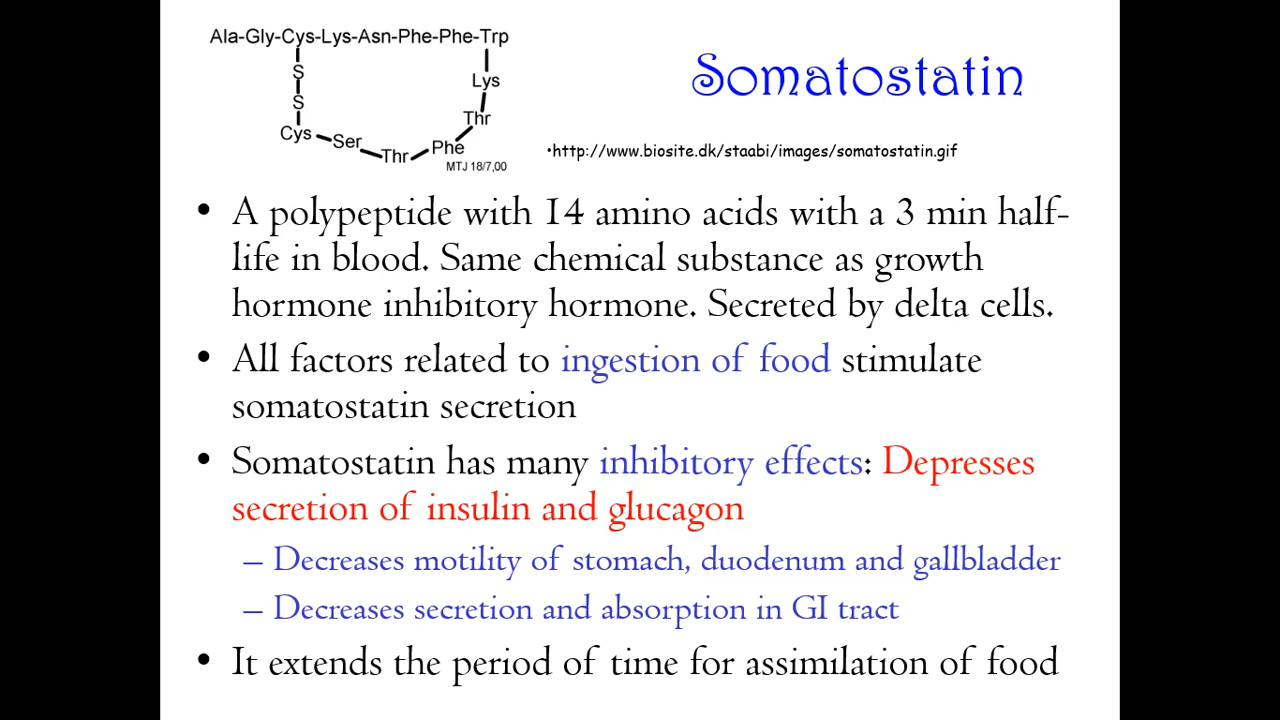 Ala-Gly-Cys-Lys-Asn-Phe-Phe-Trp
Lys
S
S
Thr
Cys
Ser
Thr
Phe
MTJ 18/7,00
Somatostatin
•http://www.biosite.dk/staabi/images/somatostatin.gif
• A polypeptide with 14 amino acids with a 3 min half-
life in blood. Same chemical substance as growth
hormone inhibitory hormone. Secreted by delta cells.
• All factors related to ingestion of food stimulate
somatostatin secretion
• Somatostatin has many inhibitory effects: Depresses
secretion of insulin and glucagon
– Decreases motility of stomach, duodenum and gallbladder
– Decreases secretion and absorption in GI tract
• It extends the period of time for assimilation of food